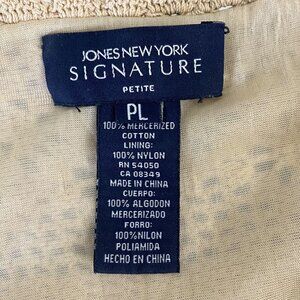 JONES NEW YORK
SIGNATURE
PETITE
PL
100% MERCERIZED
COTTON
LINING:
100% NYLON
RN 54050
CA 08349
MADE IN CHINA
CUERPO:
100% ALGODON
MERCERIZADO
FORRO:
100%NILON
POLIAMIDA
HECHO EN CHINA